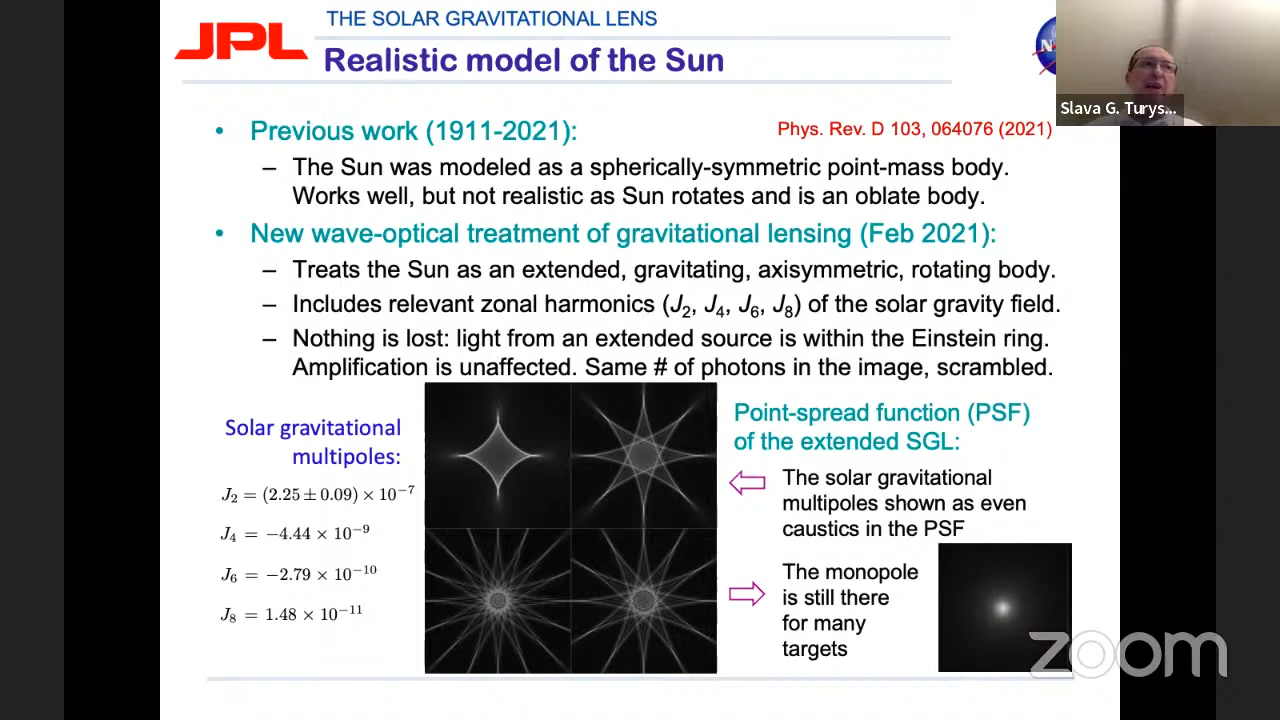 THE SOLAR GRAVITATIONAL LENS
JPL
Realistic model of the Sun
Slava G. Turys...
• Previous work (1911-2021):
Phys. Rev. D 103, 064076 (2021)
– The Sun was modeled as a spherically-symmetric point-mass body.
Works well, but not realistic as Sun rotates and is an oblate body.
• New wave-optical treatment of gravitational lensing (Feb 2021):
– Treats the Sun as an extended, gravitating, axisymmetric, rotating body.
– Includes relevant zonal harmonics (J₂, J₄, J₆, J₈) of the solar gravity field.
– Nothing is lost: light from an extended source is within the Einstein ring.
Amplification is unaffected. Same # of photons in the image, scrambled.
Solar gravitational
multipoles:
J₂ = (2.25 ± 0.09) × 10⁻⁷
J₄ = −4.44 × 10⁻⁹
J₆ = −2.79 × 10⁻¹⁰
J₈ = 1.48 × 10⁻¹¹
Point-spread function (PSF)
of the extended SGL:
The solar gravitational
multipoles shown as even
caustics in the PSF
The monopole
is still there
for many
targets
zoom